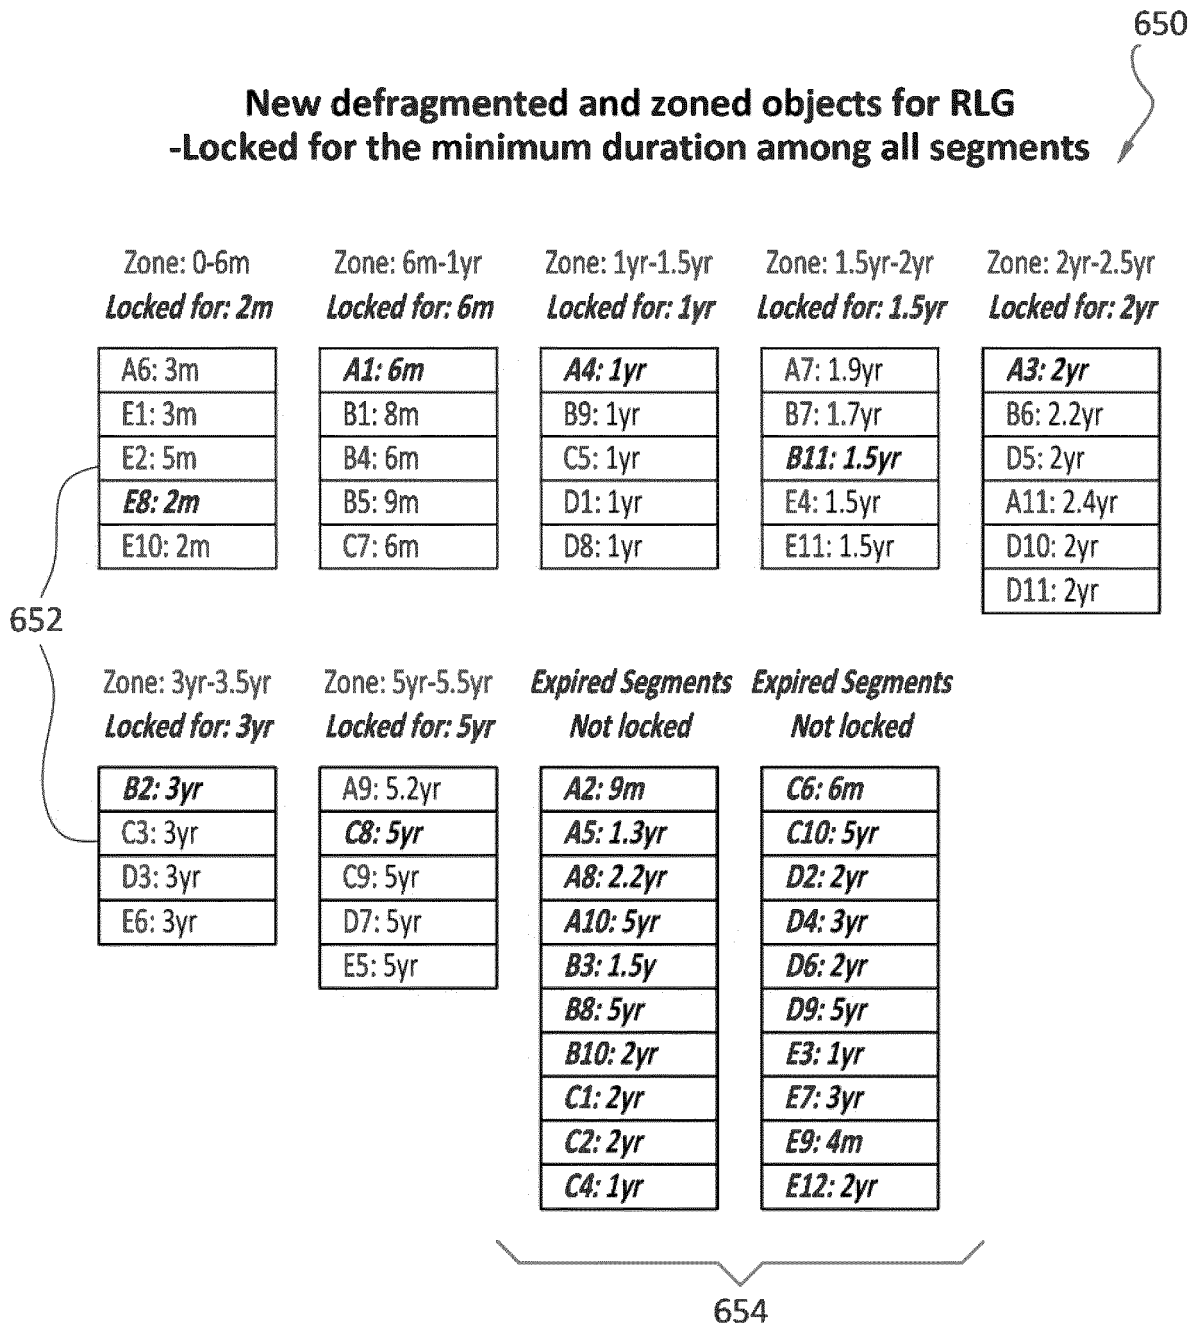 650
New defragmented and zoned objects for RLG
-Locked for the minimum duration among all segments
Zone: 0-6m
Locked for: 2m
A6: 3m
E1: 3m
E2: 5m
E8: 2m
E10: 2m
Zone: 6m-1yr
Locked for: 6m
A1: 6m
B1: 8m
B4: 6m
B5: 9m
C7: 6m
Zone: 1yr-1.5yr
Locked for: 1yr
A4: 1yr
B9: 1yr
C5: 1yr
D1: 1yr
D8: 1yr
Zone: 1.5yr-2yr
Locked for: 1.5yr
A7: 1.9yr
B7: 1.7yr
B11: 1.5yr
E4: 1.5yr
E11: 1.5yr
Zone: 2yr-2.5yr
Locked for: 2yr
A3: 2yr
B6: 2.2yr
D5: 2yr
A11: 2.4yr
D10: 2yr
D11: 2yr
652
Zone: 3yr-3.5yr
Locked for: 3yr
B2: 3yr
C3: 3yr
D3: 3yr
E6: 3yr
Zone: 5yr-5.5yr
Locked for: 5yr
A9: 5.2yr
C8: 5yr
C9: 5yr
D7: 5yr
E5: 5yr
Expired Segments
Not locked
A2: 9m
A5: 1.3yr
A8: 2.2yr
A10: 5yr
B3: 1.5y
B8: 5yr
B10: 2yr
C1: 2yr
C2: 2yr
C4: 1yr
Expired Segments
Not locked
C6: 6m
C10: 5yr
D2: 2yr
D4: 3yr
D6: 2yr
D9: 5yr
E3: 1yr
E7: 3yr
E9: 4m
E12: 2yr
654